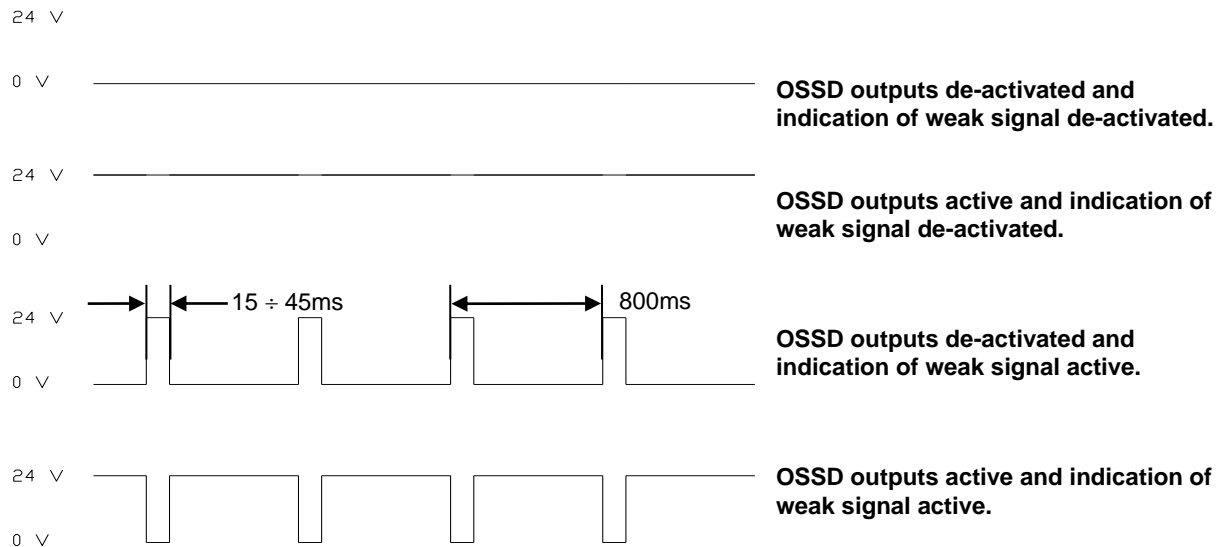 24 V
0 V
OSSD outputs de-activated and
indication of weak signal de-activated.
24 V
0 V
OSSD outputs active and indication of
weak signal de-activated.
15 ÷ 45ms
800ms
24 V
0 V
OSSD outputs de-activated and
indication of weak signal active.
24 V
0 V
OSSD outputs active and indication of
weak signal active.